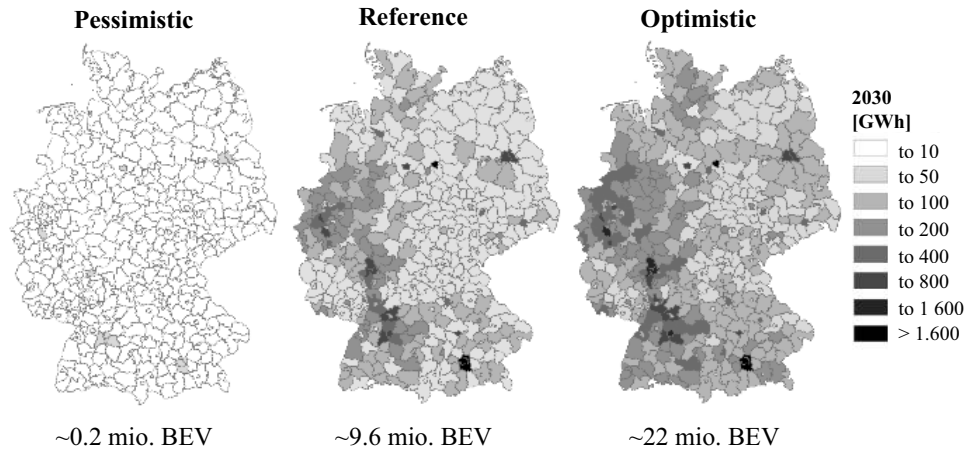 Pessimistic
Reference
Optimistic
2030
[GWh]
to 10
to 50
to 100
to 200
to 400
to 800
to 1 600
> 1.600
~0.2 mio. BEV
~9.6 mio. BEV
~22 mio. BEV